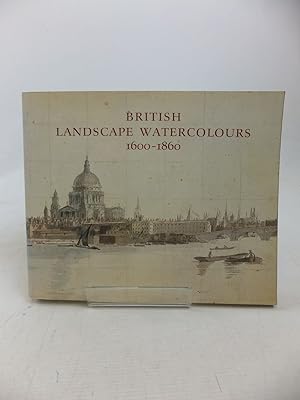 BRITISH
LANDSCAPE WATERCOLOURS
1600-1860